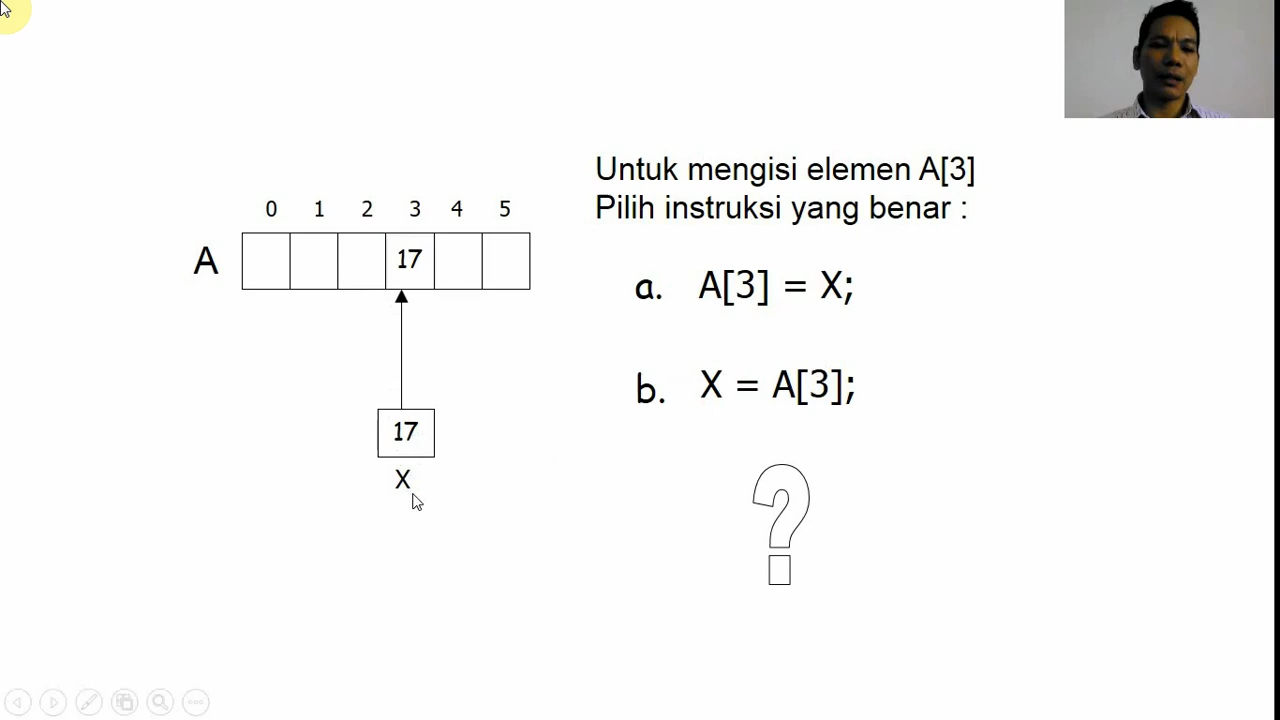 Untuk mengisi elemen A[3]
Pilih instruksi yang benar :
0 1 2 3 4 5
A 17
a. A[3] = X;
b. X = A[3];
17
X
?